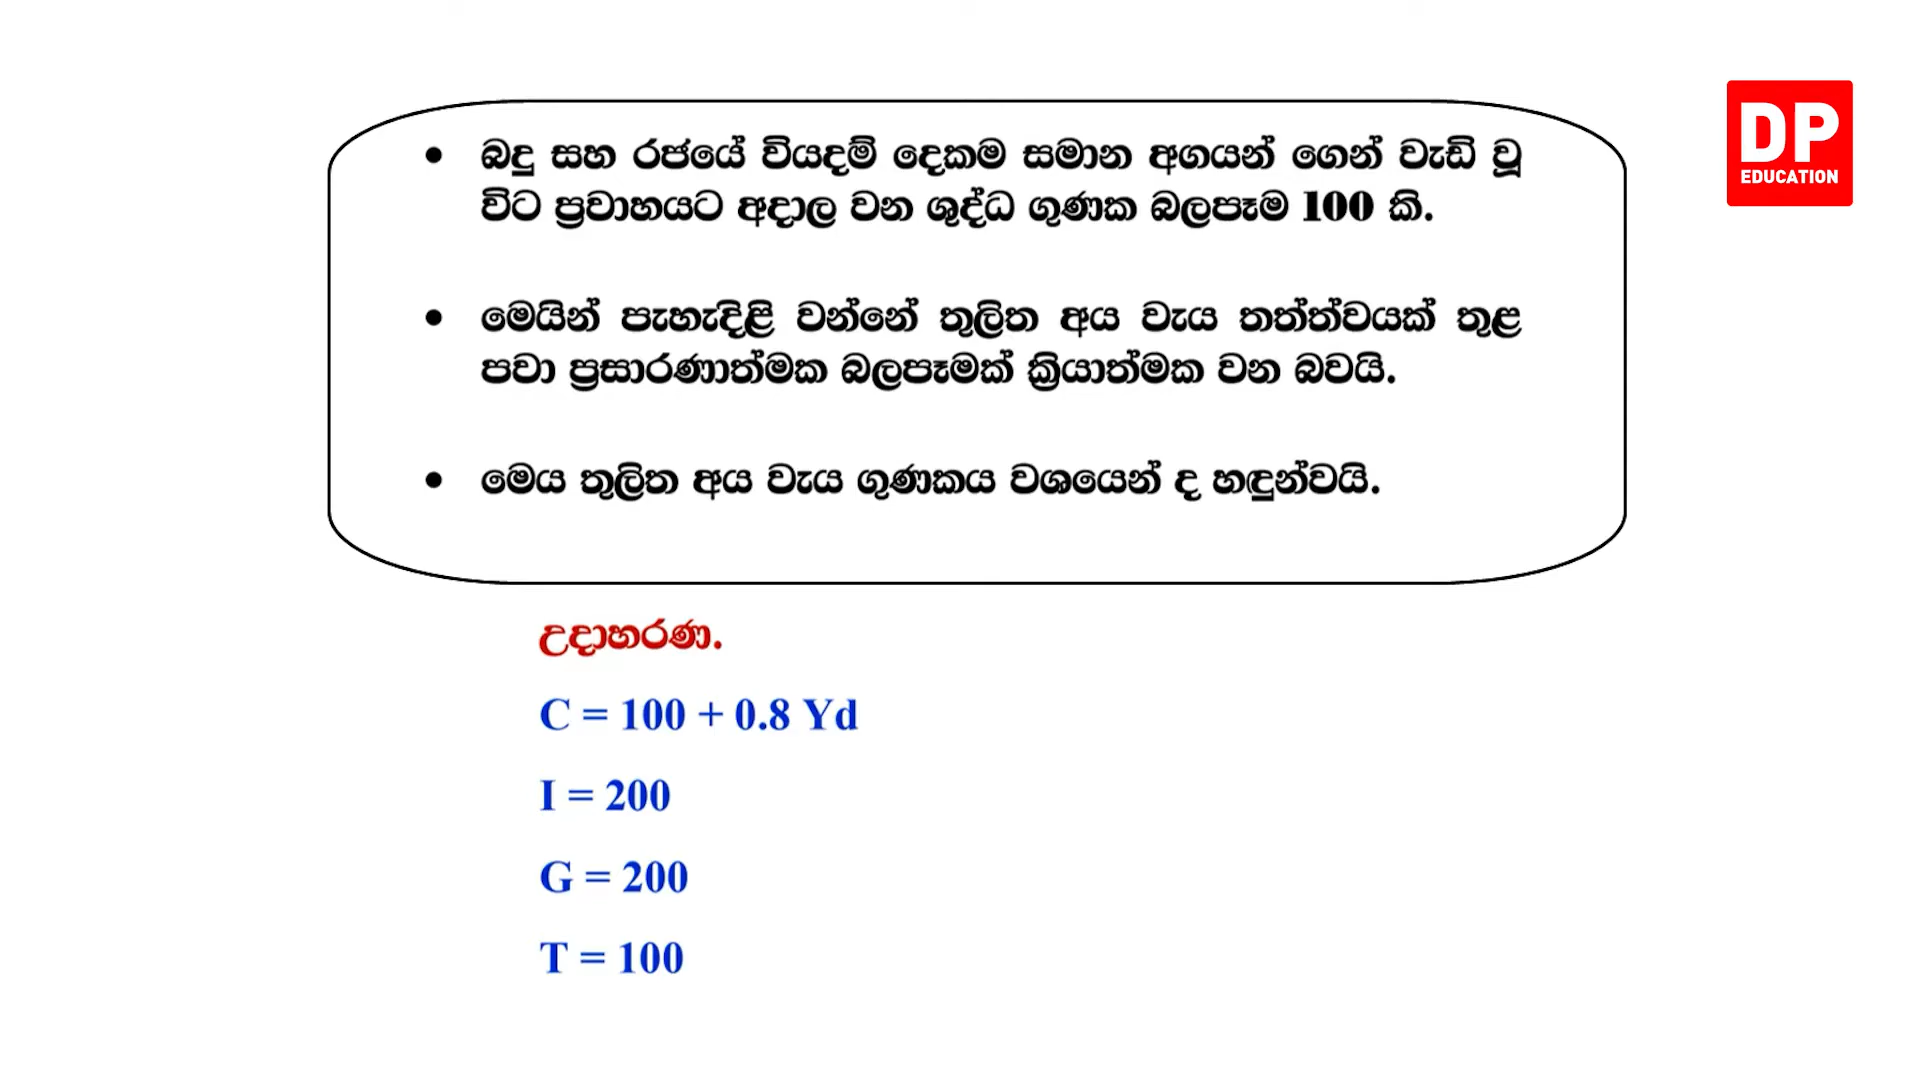 DP
EDUCATION
• බදු සහ රජයේ වියදම් දෙකම සමාන අගයන් ගෙන් වැඩි වූ
විට ප්‍රවාහයට අදාල වන ශුද්ධ ගුණක බලපෑම 100 කි.
• මෙයින් පැහැදිළි වන්නේ තුලිත අය වැය තත්ත්වයක් තුළ
පවා ප්‍රසාරණාත්මක බලපෑමක් ක්‍රියාත්මක වන බවයි.
• මෙය තුලිත අය වැය ගුණකය වශයෙන් ද හඳුන්වයි.
උදාහරණ.
C = 100 + 0.8 Yd
I = 200
G = 200
T = 100